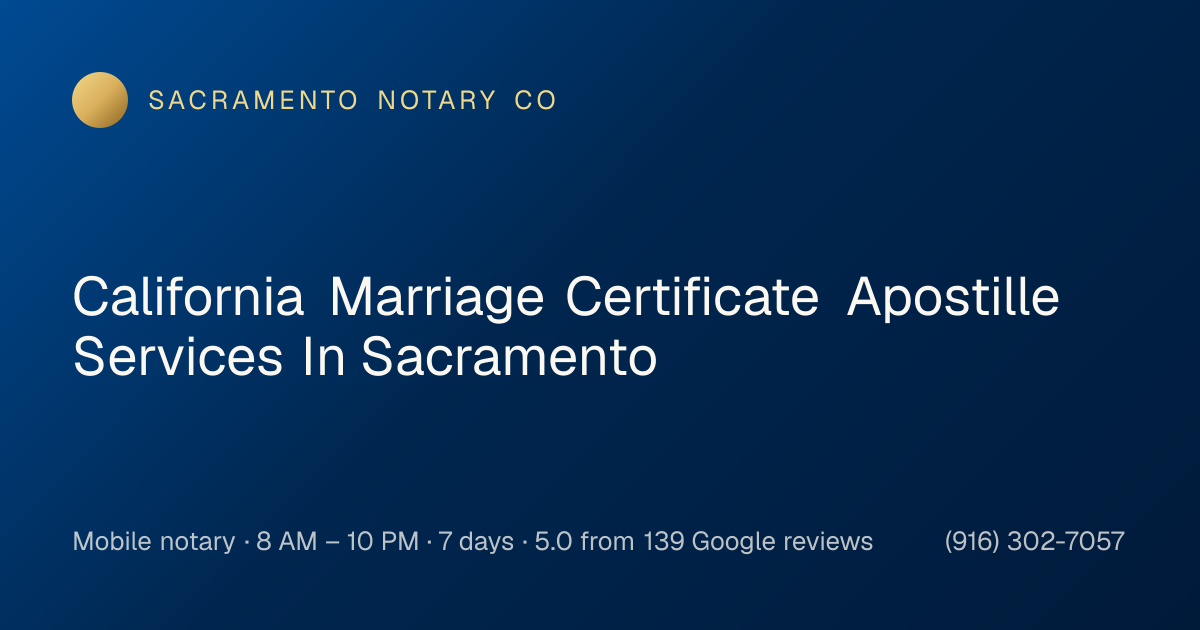 SACRAMENTO NOTARY CO
California Marriage Certificate Apostille
Services In Sacramento
Mobile notary · 8 AM – 10 PM · 7 days · 5.0 from 139 Google reviews (916) 302-7057